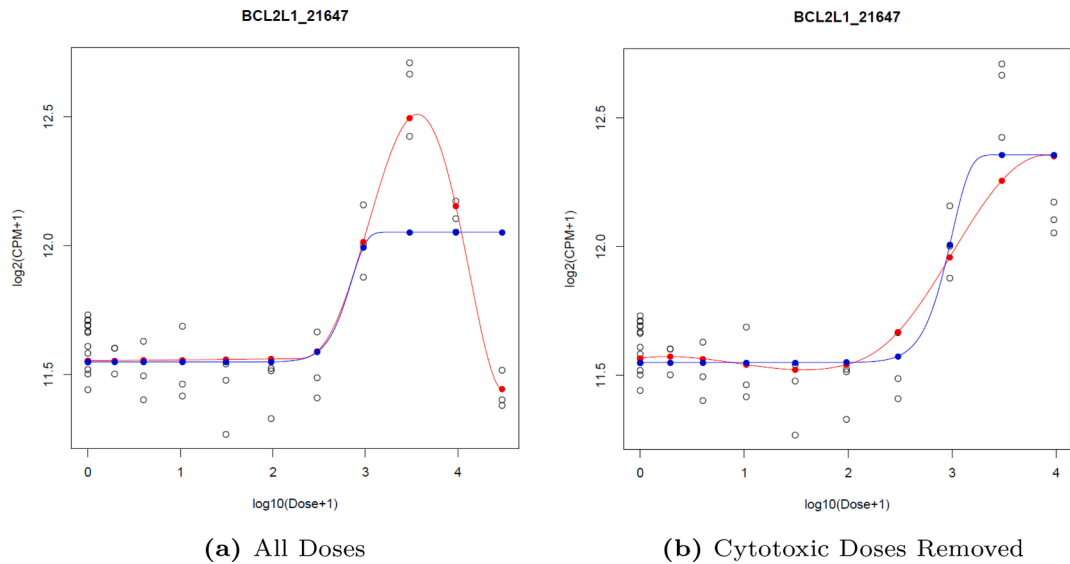 BCL2L1_21647
12.5
12.0
11.5
log2(CPM+1)
0 1 2 3 4
log10(Dose+1)
(a) All Doses
BCL2L1_21647
12.5
12.0
11.5
log2(CPM+1)
0 1 2 3 4
log10(Dose+1)
(b) Cytotoxic Doses Removed